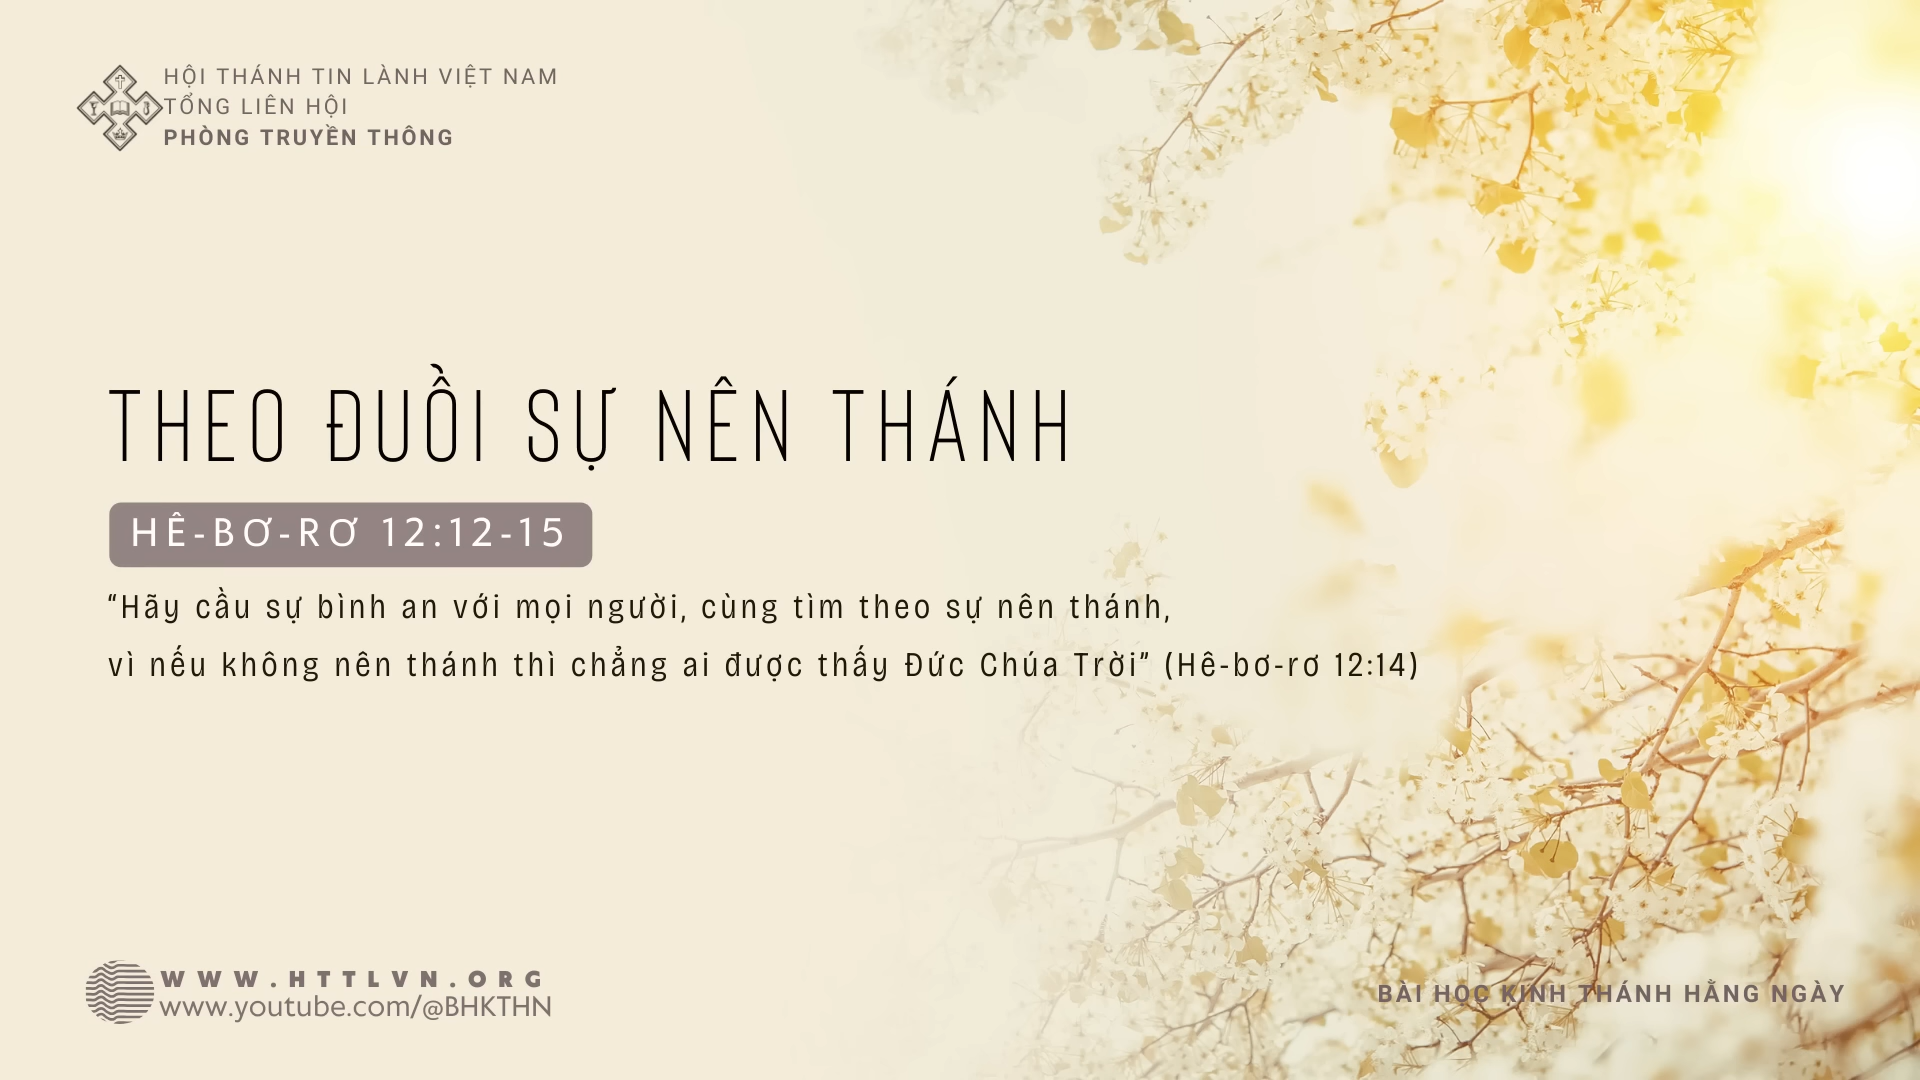 HỘI THÁNH TIN LÀNH VIỆT NAM
TỔNG LIÊN HỘI
PHÒNG TRUYỀN THÔNG
THEO ĐUỒI SỰ NÊN THÁNH
HÊ-BƠ-RƠ 12:12-15
“Hãy cầu sự bình an với mọi người, cùng tìm theo sự nên thánh,
vì nếu không nên thánh thì chẳng ai được thấy Đức Chúa Trời” (Hê-bơ-rơ 12:14)
WWW.HTTLVN.ORG
www.youtube.com/@BHKTHN
BÀI HỌC KINH THÁNH HẰNG NGÀY